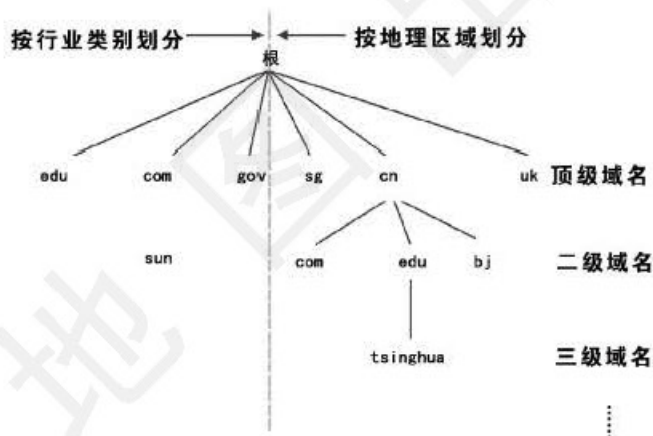 按行业类别划分 按地理区域划分
根
edu com gov sg cn uk 顶级域名
sun com edu bj 二级域名
tsinghua 三级域名
地
图